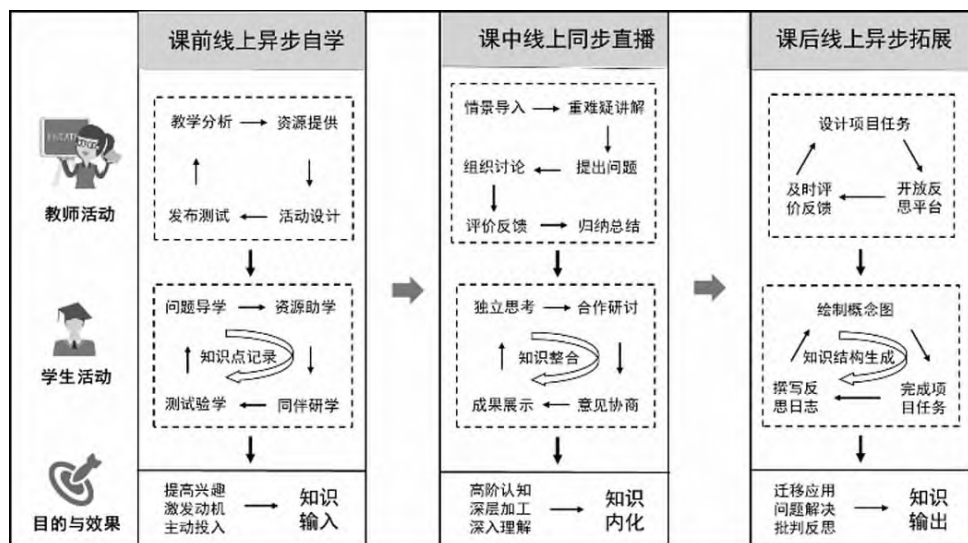 课前线上异步自学
课中线上同步直播
课后线上异步拓展
教师活动
教学分析
资源提供
发布测试
活动设计
情景导入
重难疑讲解
组织讨论
提出问题
评价反馈
归纳总结
设计项目任务
及时评
价反馈
开放反
思平台
学生活动
问题导学
资源助学
知识点记录
测试验学
同伴研学
独立思考
合作研讨
知识整合
成果展示
意见协商
绘制概念图
知识结构生成
撰写反
思日志
完成项
目任务
目的与效果
提高兴趣
激发动机
主动投入
知识
输入
高阶认知
深层加工
深入理解
知识
内化
迁移应用
问题解决
批判反思
知识
输出